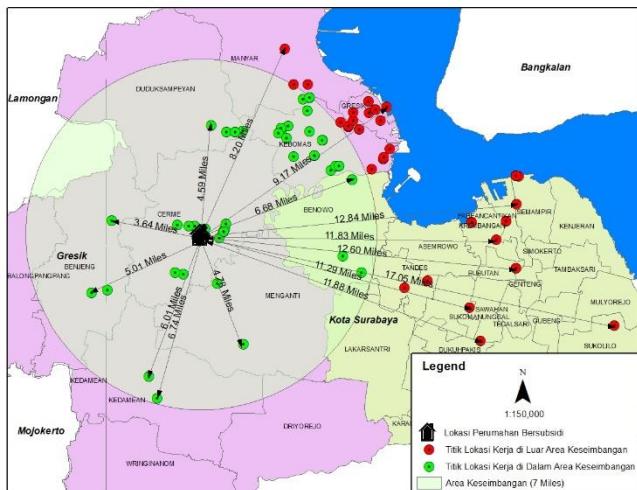 MANYAR
Bangkalan
Lamongan
DUDUKSAMPEYAN
GRESIK
8.20 Miles
KEBOMAS
4.59 Miles
9.17 Miles
6.68 Miles
BENOWO
CERME
3.64 Miles
12.84 Miles
SEMAMPIR
KENJERAN
11.83 Miles
ASEMROWO
SIMOKERTO
Gresik
BENJENG
12.60 Miles
TANDES
BUBUTAN
TAMBAKSARI
BALONGPANGPANG
5.01 Miles
11.29 Miles
17.05 Miles
GENTENG
4.78 Miles
11.88 Miles
MULYOREJO
MENGANTI
SAWAHAN
6.01 Miles
6.74 Miles
Kota Surabaya
SUKOMANUNGGAL
GUBENG
TEGALSARI
SUKOLILO
LAKARSANTRI
DUKUHPAKIS
KEDAMEAN
KEDAMEAN
Mojokerto
DRIYOREJO
WRINGINANOM
Legend
N
1:150,000
Lokasi Perumahan Bersubsidi
Titik Lokasi Kerja di Luar Area Keseimbangan
Titik Lokasi Kerja di Dalam Area Keseimbangan
Area Keseimbangan (7 Miles)